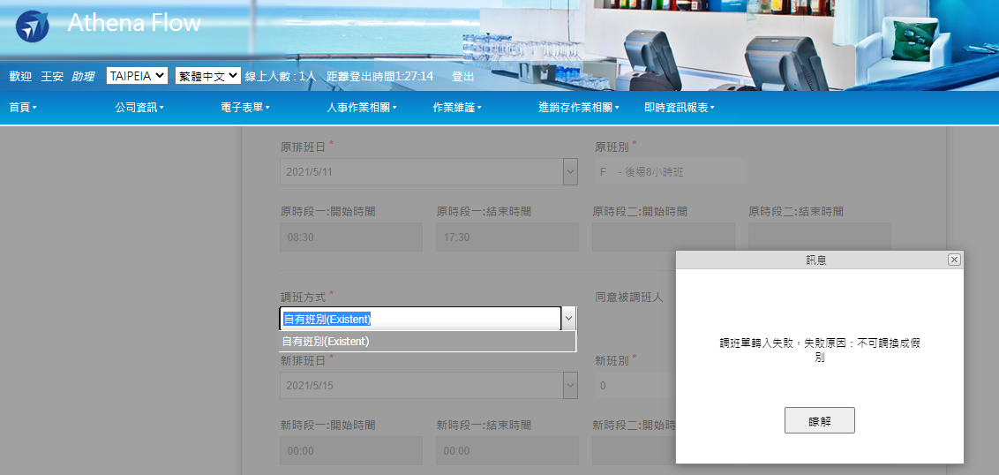 Athena Flow
歡迎 王安 助理 TAIPEIA 繁體中文 線上人數 : 1人 距離登出時間1:27:14 登出
首頁 公司資訊 電子表單 人事作業相關 作業維護 進銷存作業相關 即時資訊報表
原排班日 * 原班別 *
2021/5/11 F - 後場8小時班
原時段一:開始時間 原時段一:結束時間 原時段二:開始時間 原時段二:結束時間
08:30 17:30
訊息
調班方式 * 同意被調班人
自有班別(Existent)
自有班別(Existent)
調班單轉入失敗，失敗原因 : 不可調換成假
別
新排班日 * 新班別 *
2021/5/15 0
瞭解
新時段一:開始時間 新時段一:結束時間 新時段二:開始時
00:00 00:00